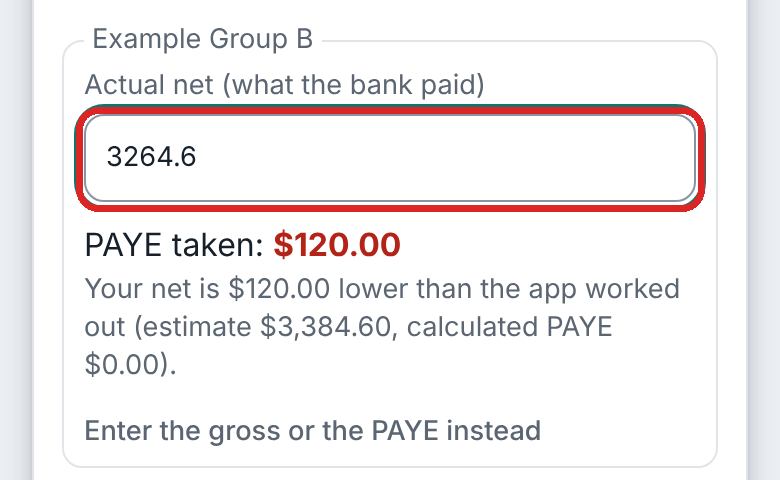 Example Group B
Actual net (what the bank paid)
3264.6
PAYE taken: $120.00
Your net is $120.00 lower than the app worked
out (estimate $3,384.60, calculated PAYE
$0.00).
Enter the gross or the PAYE instead